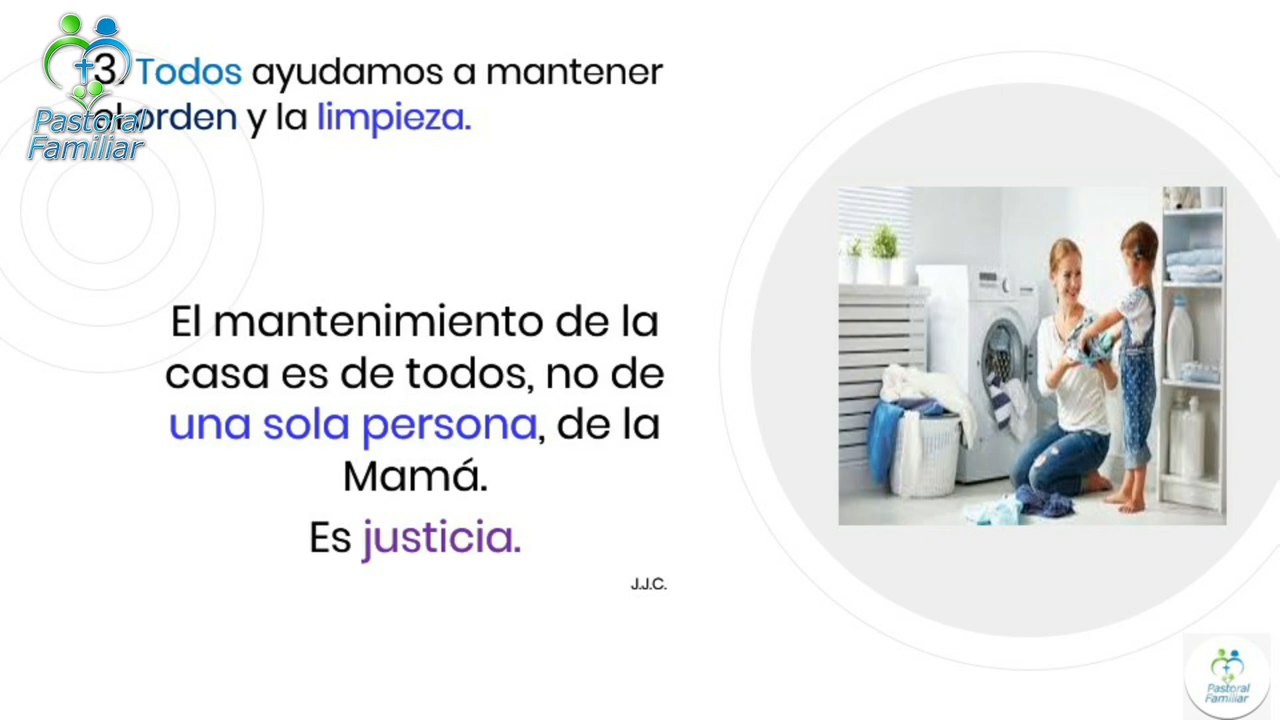 3. Todos ayudamos a mantener
el orden y la limpieza.
Pastoral
Familiar
El mantenimiento de la
casa es de todos, no de
una sola persona, de la
Mamá.
Es justicia.
J.J.C.
Pastoral
Familiar